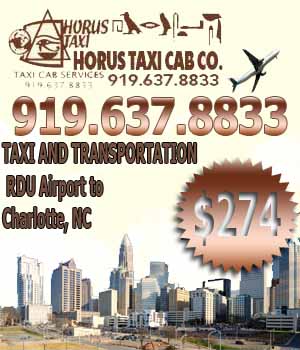 HORUS
TAXI
TAXI CAB SERVICES
919.637.8833
HORUS TAXI CAB CO.
919.637.8833
919.637.8833
TAXI AND TRANSPORTATION
RDU Airport to
Charlotte, NC
$274